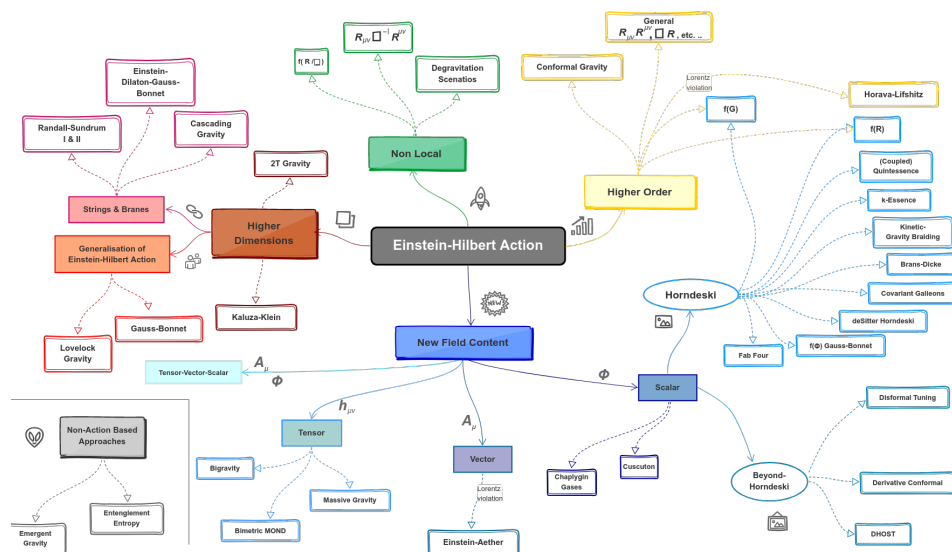 General
R_μν R^μν, □ R , etc. ..
R_μν □^-1 R^μν
f( R /□ )
Degravitation
Scenatios
Conformal Gravity
Lorentz
violation
Horava-Lifshitz
f(G)
f(R)
Einstein-
Dilaton-Gauss-
Bonnet
Randall-Sundrum
I & II
Cascading
Gravity
2T Gravity
Non Local
Higher Order
(Coupled)
Quintessence
k-Essence
Kinetic-
Gravity Braiding
Brans-Dicke
Covariant Galileons
deSitter Horndeski
f(Φ) Gauss-Bonnet
Fab Four
Strings & Branes
Generalisation of
Einstein-Hilbert Action
Higher
Dimensions
Einstein-Hilbert Action
Horndeski
NEW
Kaluza-Klein
Gauss-Bonnet
Lovelock
Gravity
New Field Content
Tensor-Vector-Scalar
A_μ
Φ
h_μν
A_μ
Φ
Scalar
Tensor
Vector
Non-Action Based
Approaches
Emergent
Gravity
Entenglement
Entropy
Bigravity
Massive Gravity
Bimetric MOND
Lorentz
violation
Einstein-Aether
Chaplygin
Gases
Cuscuton
Beyond-
Horndeski
Disformal Tuning
Derivative Conformal
DHOST